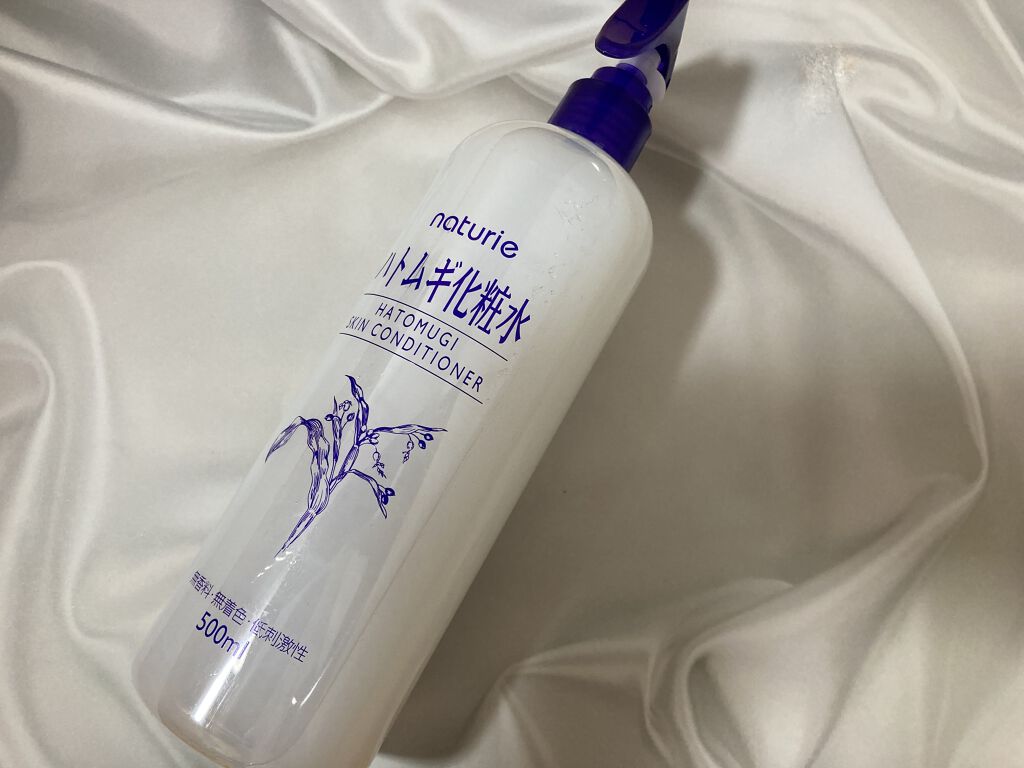 naturie
ハトムギ化粧水
HATOMUGI
SKIN CONDITIONER
無香料・無着色・低刺激性
500ml